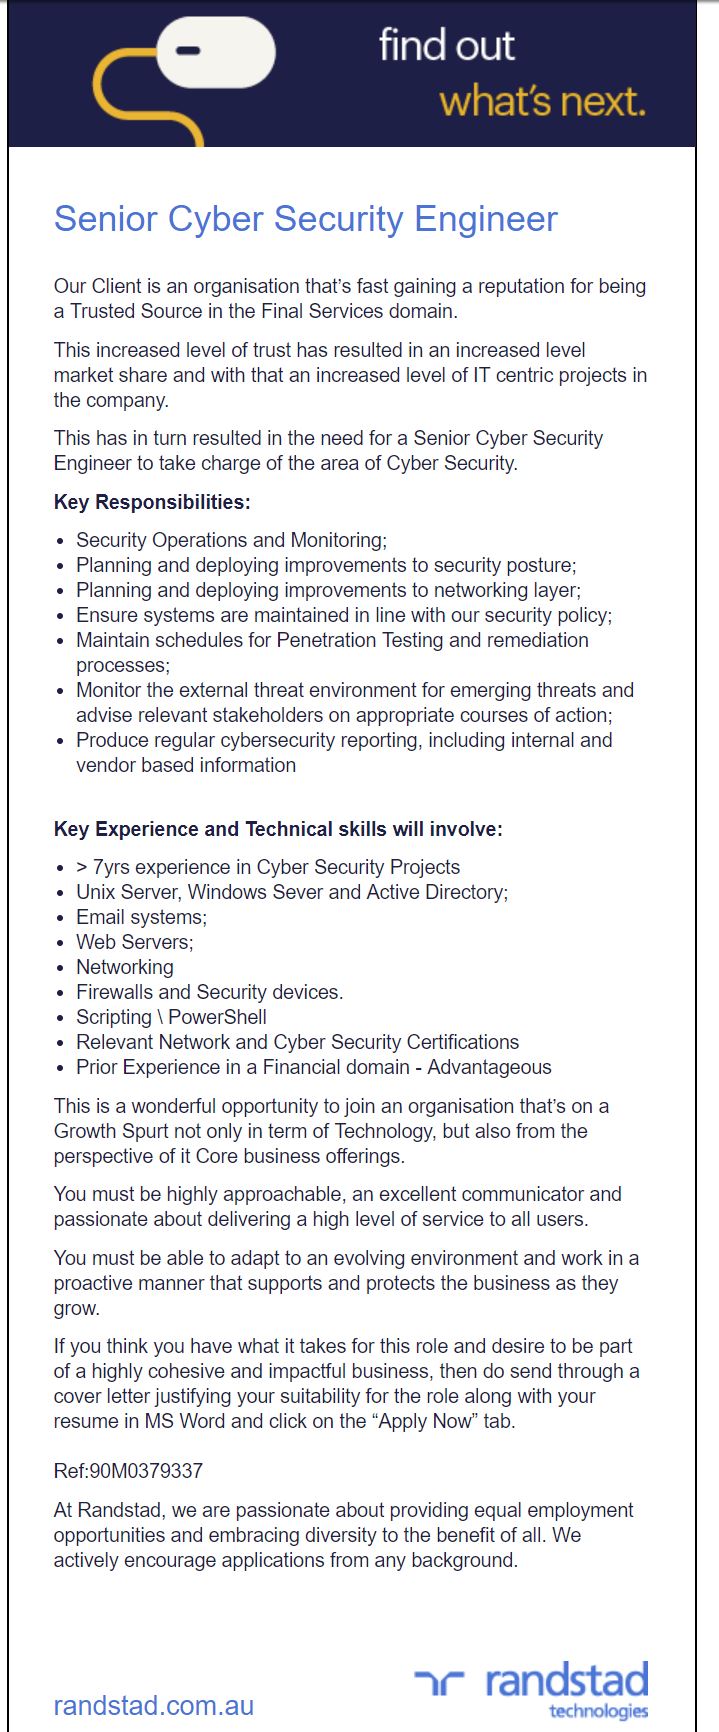 find out
what's next.
Senior Cyber Security Engineer
Our Client is an organisation that's fast gaining a reputation for being
a Trusted Source in the Final Services domain.
This increased level of trust has resulted in an increased level
market share and with that an increased level of IT centric projects in
the company.
This has in turn resulted in the need for a Senior Cyber Security
Engineer to take charge of the area of Cyber Security.
Key Responsibilities:
• Security Operations and Monitoring;
• Planning and deploying improvements to security posture;
• Planning and deploying improvements to networking layer;
• Ensure systems are maintained in line with our security policy;
• Maintain schedules for Penetration Testing and remediation
processes;
• Monitor the external threat environment for emerging threats and
advise relevant stakeholders on appropriate courses of action;
• Produce regular cybersecurity reporting, including internal and
vendor based information
Key Experience and Technical skills will involve:
• > 7yrs experience in Cyber Security Projects
• Unix Server, Windows Sever and Active Directory;
• Email systems;
• Web Servers;
• Networking
• Firewalls and Security devices.
• Scripting \ PowerShell
• Relevant Network and Cyber Security Certifications
• Prior Experience in a Financial domain - Advantageous
This is a wonderful opportunity to join an organisation that's on a
Growth Spurt not only in term of Technology, but also from the
perspective of it Core business offerings.
You must be highly approachable, an excellent communicator and
passionate about delivering a high level of service to all users.
You must be able to adapt to an evolving environment and work in a
proactive manner that supports and protects the business as they
grow.
If you think you have what it takes for this role and desire to be part
of a highly cohesive and impactful business, then do send through a
cover letter justifying your suitability for the role along with your
resume in MS Word and click on the “Apply Now” tab.
Ref:90M0379337
At Randstad, we are passionate about providing equal employment
opportunities and embracing diversity to the benefit of all. We
actively encourage applications from any background.
randstad
technologies
randstad.com.au